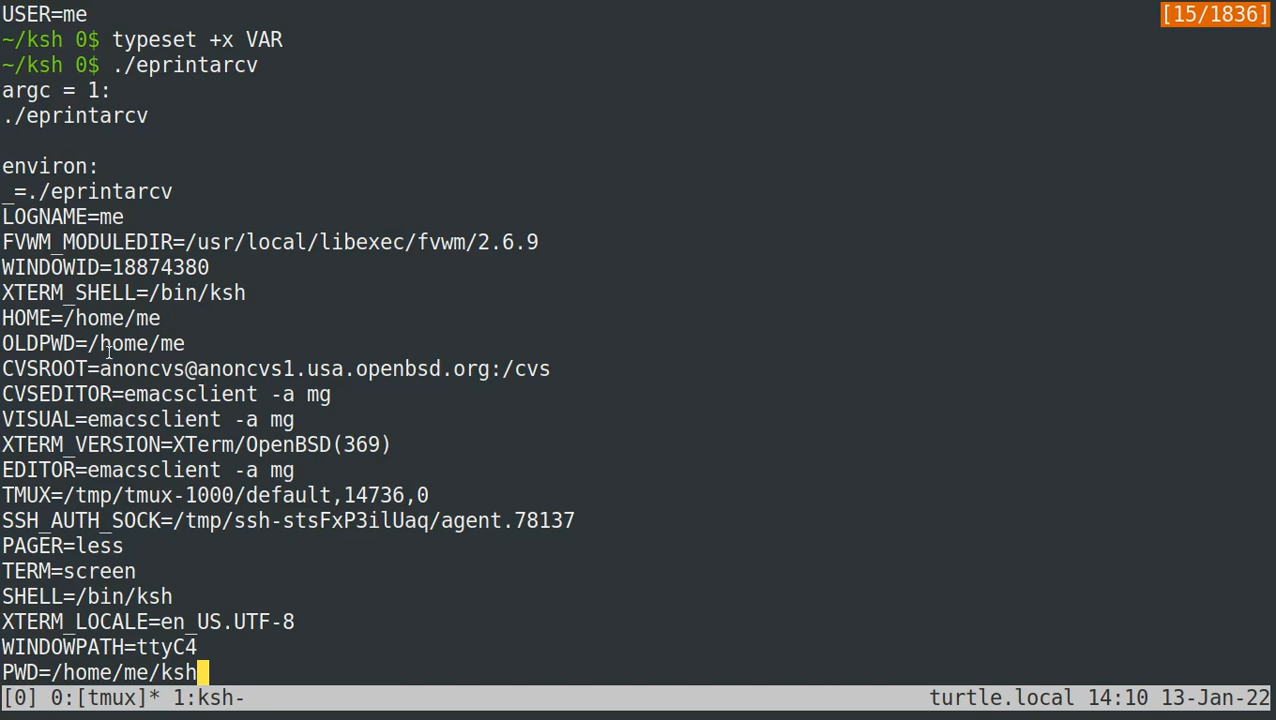 USER=me [15/1836]
~/ksh 0$ typeset +x VAR
~/ksh 0$ ./eprintarcv
argc = 1:
./eprintarcv
environ:
_=./eprintarcv
LOGNAME=me
FVWM_MODULEDIR=/usr/local/libexec/fvwm/2.6.9
WINDOWID=18874380
XTERM_SHELL=/bin/ksh
HOME=/home/me
OLDPWD=/home/me
CVSROOT=anoncvs@anoncvs1.usa.openbsd.org:/cvs
CVSEDITOR=emacsclient -a mg
VISUAL=emacsclient -a mg
XTERM_VERSION=XTerm/OpenBSD(369)
EDITOR=emacsclient -a mg
TMUX=/tmp/tmux-1000/default,14736,0
SSH_AUTH_SOCK=/tmp/ssh-stsFxP3ilUaq/agent.78137
PAGER=less
TERM=screen
SHELL=/bin/ksh
XTERM_LOCALE=en_US.UTF-8
WINDOWPATH=ttyC4
PWD=/home/me/ksh
[0] 0:[tmux]* 1:ksh- turtle.local 14:10 13-Jan-22